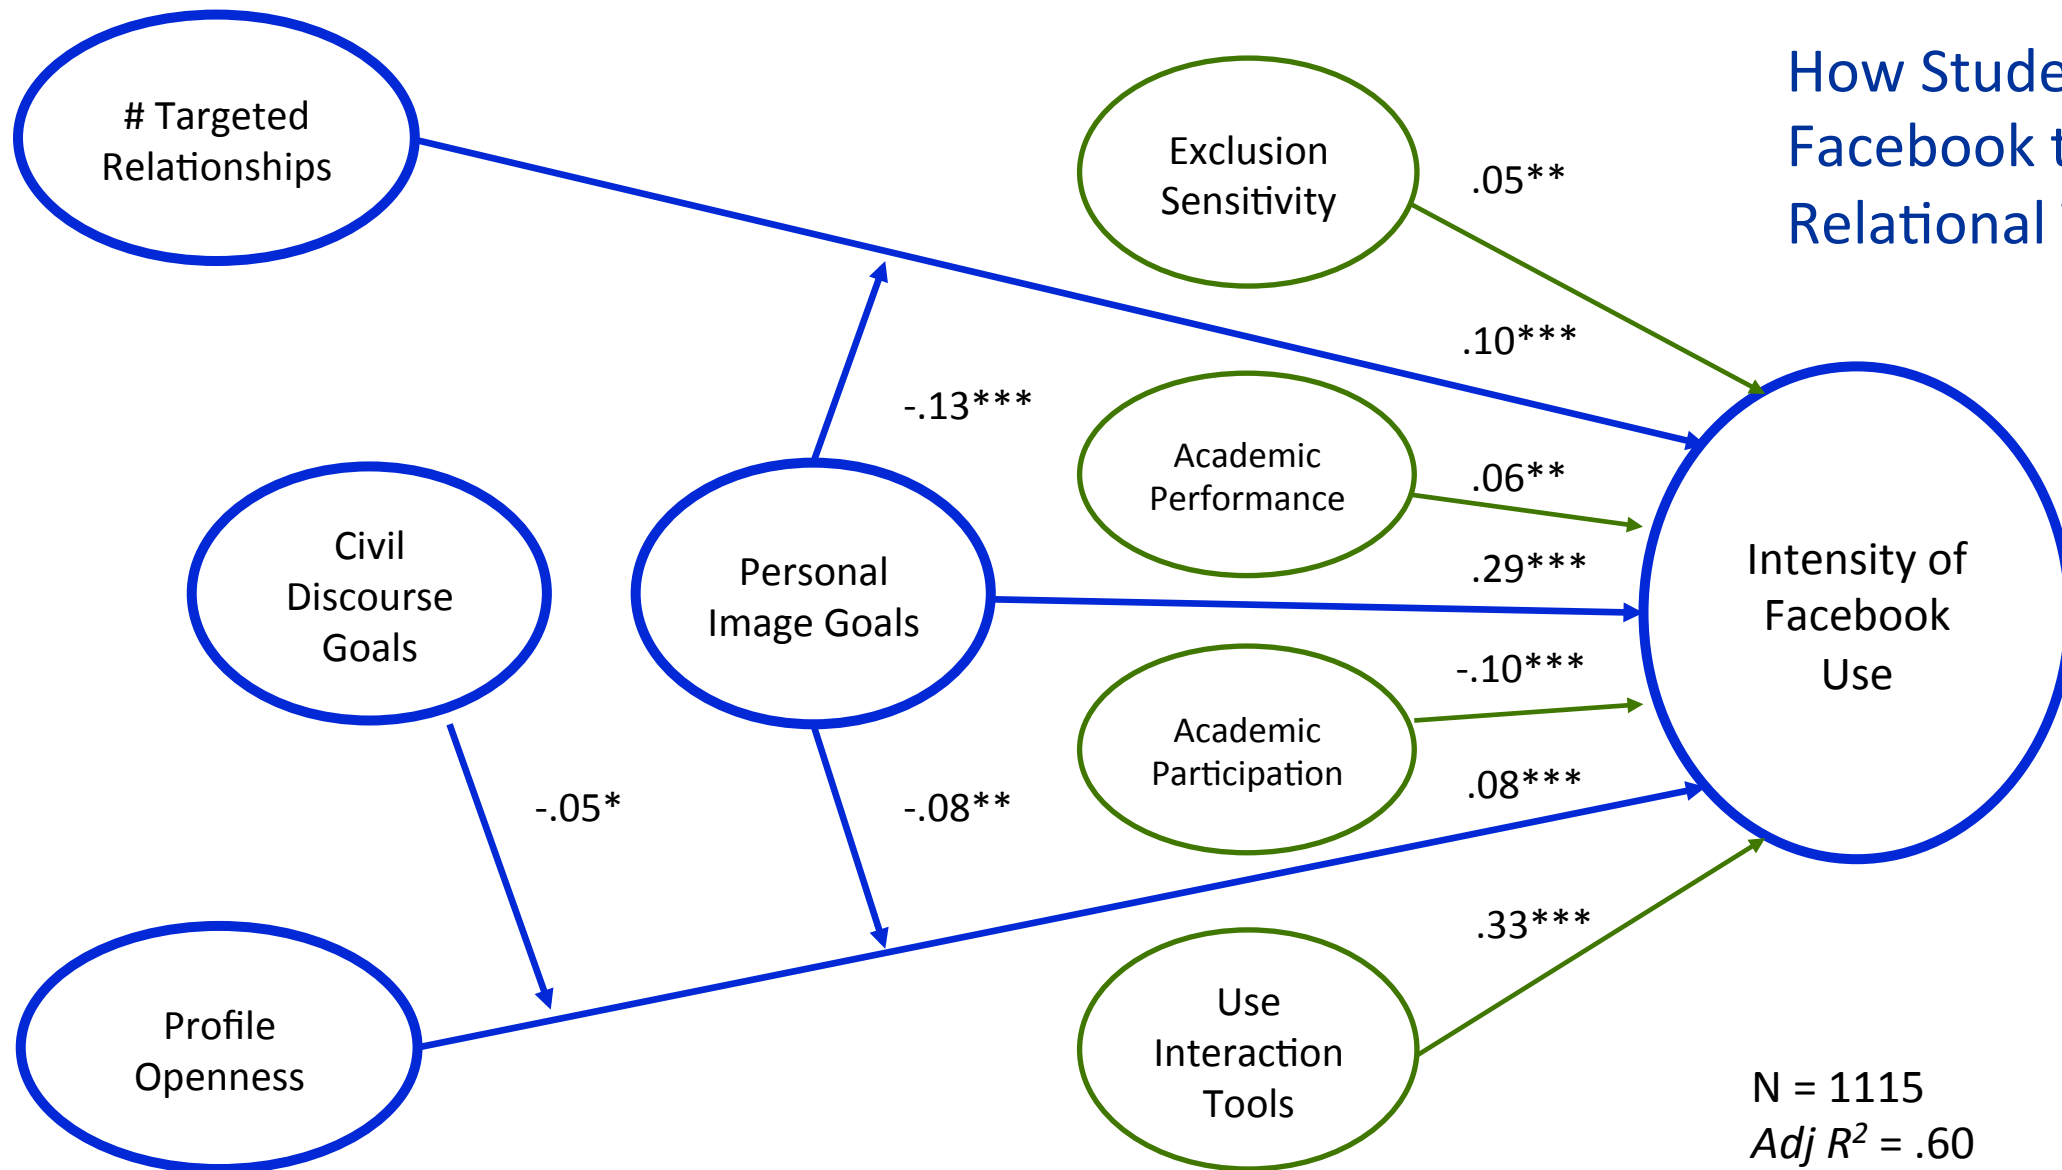 # Targeted
Relationships
Exclusion
Sensitivity
.05**
How Stude
Facebook t
Relational
.10***
-.13***
Academic
Performance
.06**
Civil
Discourse
Goals
Personal
Image Goals
.29***
Intensity of
Facebook
Use
-.10***
Academic
Participation
.08***
-.05*
-.08**
.33***
Profile
Openness
Use
Interaction
Tools
N = 1115
Adj R² = .60